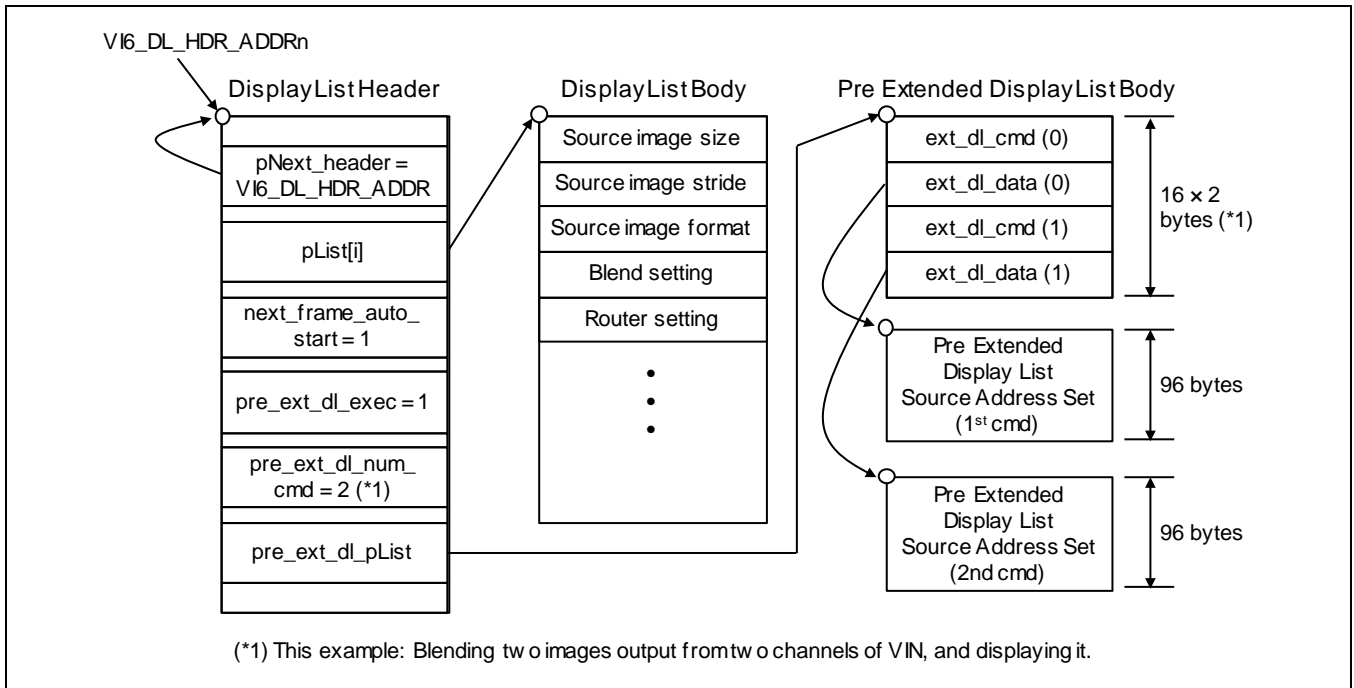 VI6_DL_HDR_ADDRn
Display List Header
pNext_header =
VI6_DL_HDR_ADDR
pList[i]
next_frame_auto_
start = 1
pre_ext_dl_exec = 1
pre_ext_dl_num_
cmd = 2 (*1)
pre_ext_dl_pList
Display List Body
Source image size
Source image stride
Source image format
Blend setting
Router setting
•
•
•
Pre Extended Display List Body
ext_dl_cmd (0)
ext_dl_data (0)
ext_dl_cmd (1)
ext_dl_data (1)
16 × 2
bytes (*1)
Pre Extended
Display List
Source Address Set
(1st cmd)
96 bytes
Pre Extended
Display List
Source Address Set
(2nd cmd)
96 bytes
(*1) This example: Blending two images output from two channels of VIN, and displaying it.